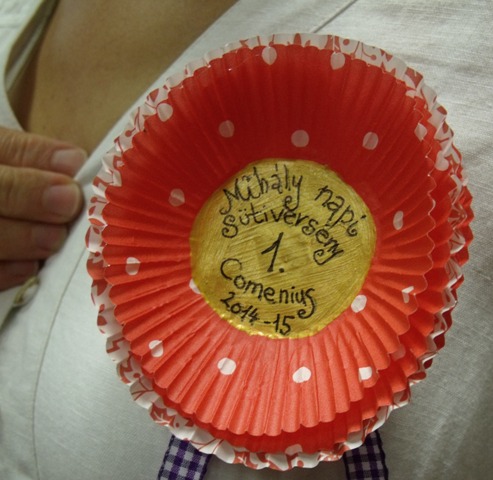 Mihály napi
Sütiverseny
1.
Comenius
2014-15